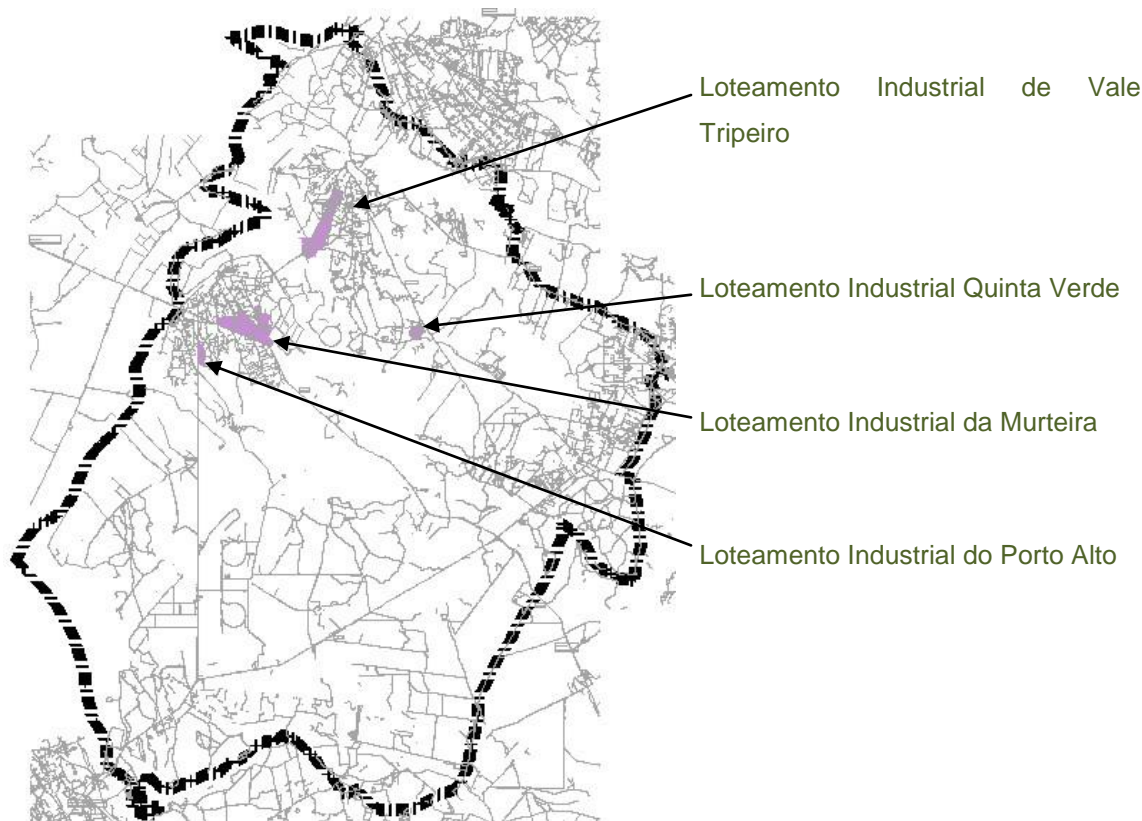 Loteamento Industrial de Vale
Tripeiro
Loteamento Industrial Quinta Verde
Loteamento Industrial da Murteira
Loteamento Industrial do Porto Alto